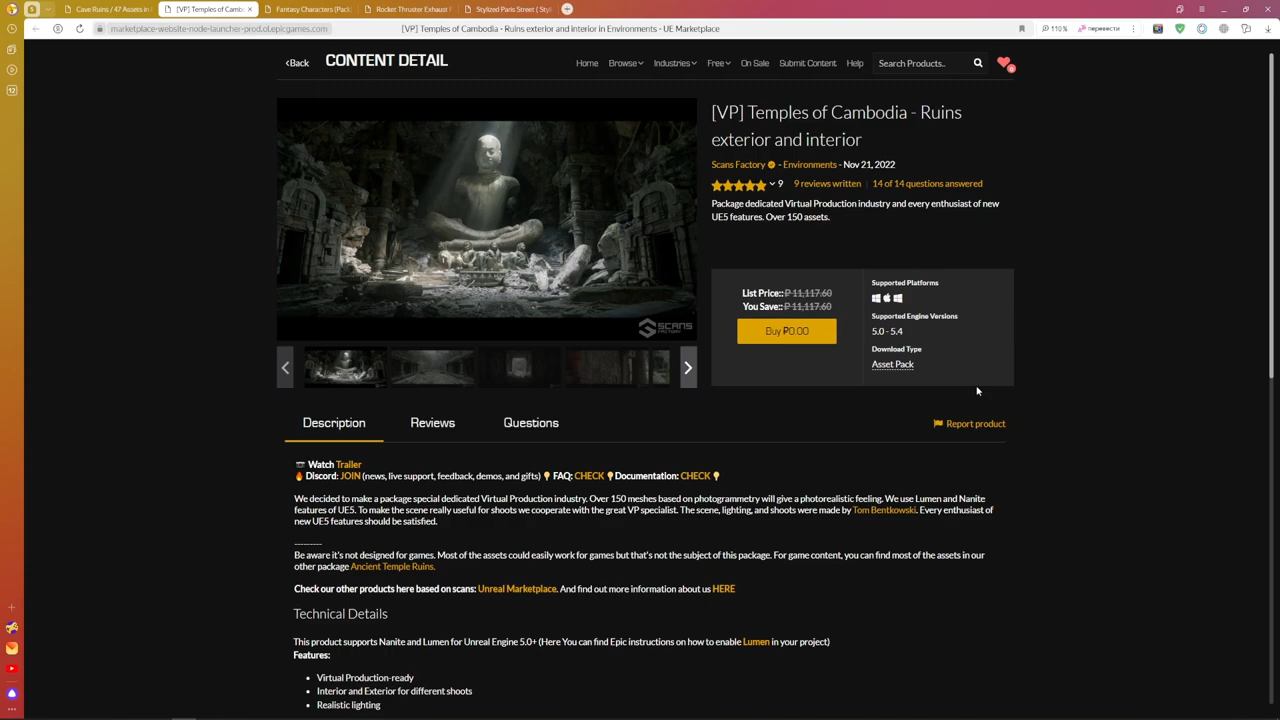 Cave Ruins / 47 Assets in
[VP] Temples of Cambo
Fantasy Characters (Pack
Rocket Thruster Exhaust F
Stylized Paris Street ( Styl
marketplace-website-node-launcher-prod.ol.epicgames.com
[VP] Temples of Cambodia - Ruins exterior and interior in Environments - UE Marketplace
110%
перевести
Back
CONTENT DETAIL
Home
Browse
Industries
Free
On Sale
Submit Content
Help
Search Products..
0
12
[VP] Temples of Cambodia - Ruins
exterior and interior
Scans Factory - Environments - Nov 21, 2022
9 9 reviews written 14 of 14 questions answered
Package dedicated Virtual Production industry and every enthusiast of new
UE5 features. Over 150 assets.
List Price:: ₽ 11,117.60
You Save:: ₽ 11,117.60
Buy ₽0.00
Supported Platforms
Supported Engine Versions
5.0 - 5.4
Download Type
Asset Pack
SCANS
FACTORY
Description
Reviews
Questions
Report product
Watch Trailer
Discord: JOIN (news, live support, feedback, demos, and gifts) FAQ: CHECK Documentation: CHECK
We decided to make a package special dedicated Virtual Production industry. Over 150 meshes based on photogrammetry will give a photorealistic feeling. We use Lumen and Nanite
features of UE5. To make the scene really useful for shoots we cooperate with the great VP specialist. The scene, lighting, and shoots were made by Tom Bentkowski. Every enthusiast of
new UE5 features should be satisfied.
----------
Be aware it's not designed for games. Most of the assets could easily work for games but that's not the subject of this package. For game content, you can find most of the assets in our
other package Ancient Temple Ruins.
Check our other products here based on scans: Unreal Marketplace. And find out more information about us HERE
Technical Details
This product supports Nanite and Lumen for Unreal Engine 5.0+ (Here You can find Epic instructions on how to enable Lumen in your project)
Features:
• Virtual Production-ready
• Interior and Exterior for different shoots
• Realistic lighting